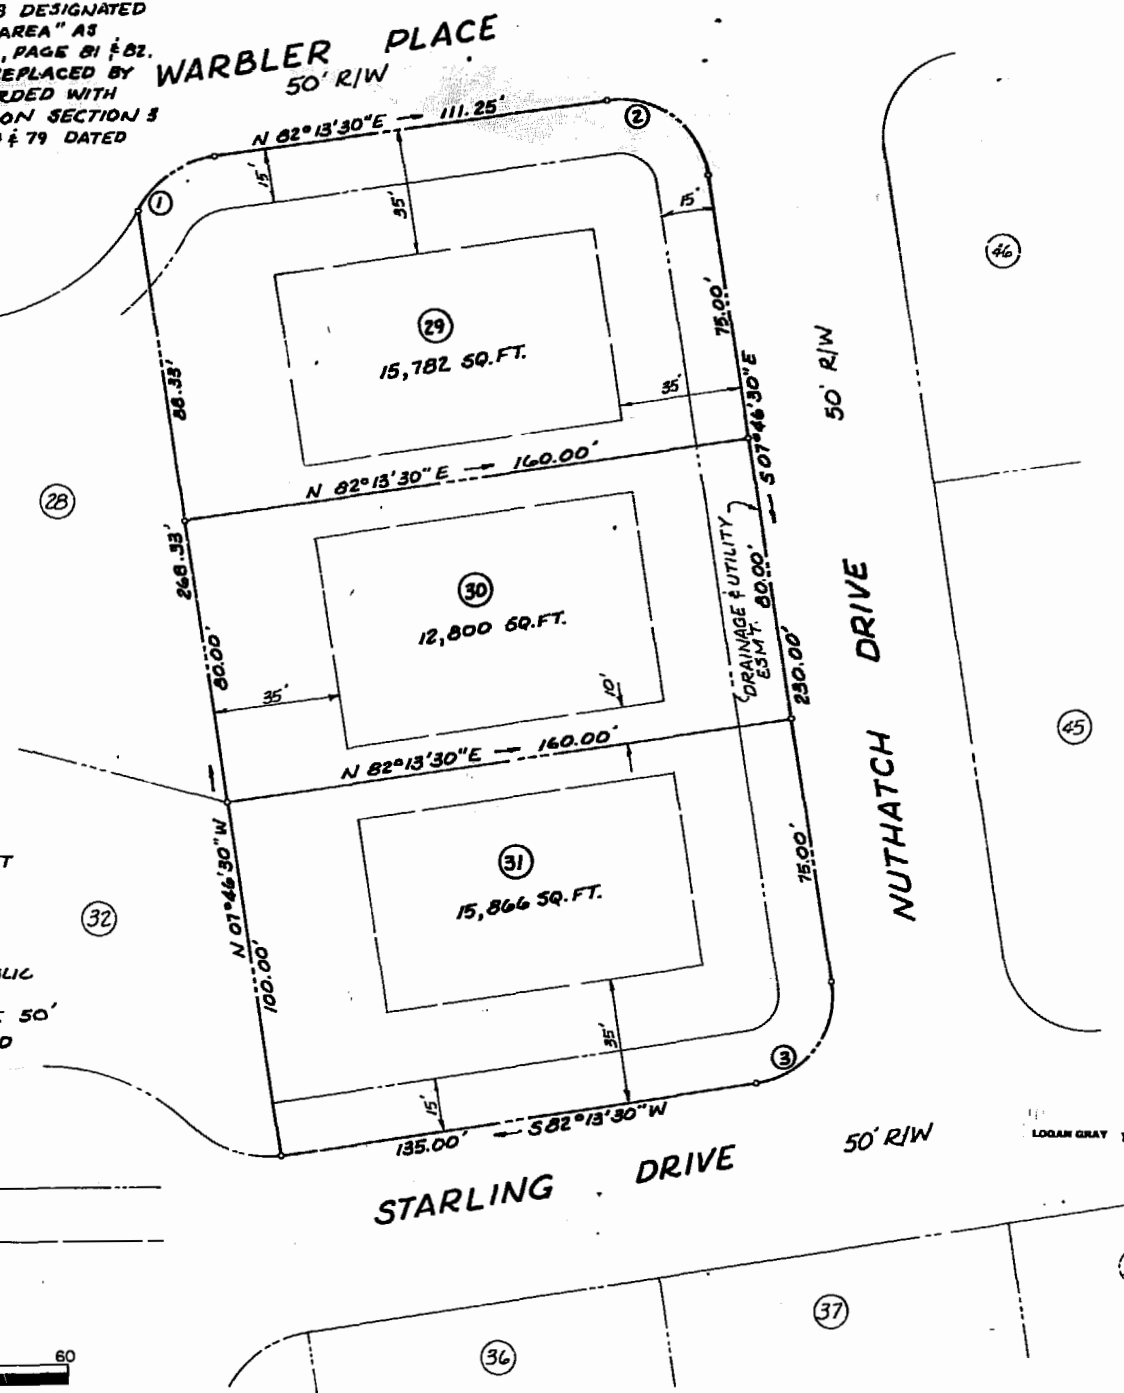 DESIGNATED
AREA" AS
, PAGE 81 & 82.
REPLACED BY
RDED WITH
ON SECTION 3
& 79 DATED
WARBLER PLACE
50' R/W
N 82°13'30"E → 111.25'
2
1
15'
35'
15'
46
29
15,782 SQ.FT.
75.00'
50' R/W
88.33'
35'
S 07°46'30"E
N 82°13'30"E → 160.00'
28
268.33'
30
12,800 SQ.FT.
DRAINAGE & UTILITY
ESM'T.
80.00'
NUTHATCH DRIVE
80.00'
35'
10'
230.00'
45
N 82°13'30"E → 160.00'
N 07°46'30"W
31
15,866 SQ.FT.
75.00'
T
32
100.00'
LIC
50'
D
35'
3
15'
135.00' ← S 82°13'30"W
STARLING DRIVE
50' R/W
LOGAN GRAY
37
36
60